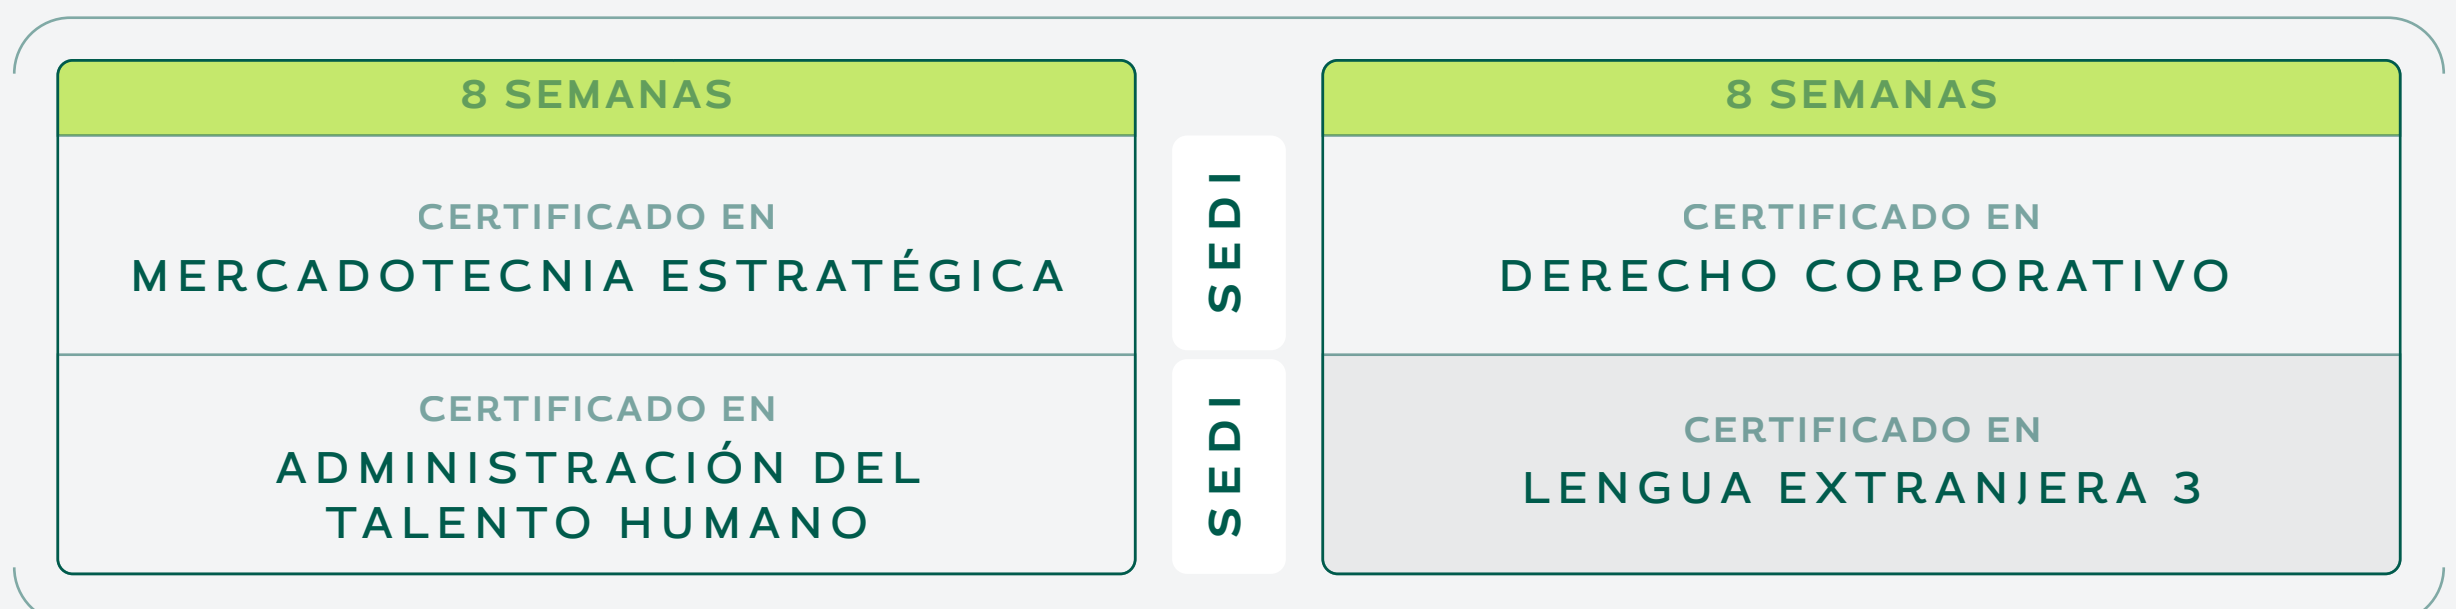 8 SEMANAS
CERTIFICADO EN
MERCADOTECNIA ESTRATÉGICA
CERTIFICADO EN
ADMINISTRACIÓN DEL
TALENTO HUMANO
SEDI
SEDI
8 SEMANAS
CERTIFICADO EN
DERECHO CORPORATIVO
CERTIFICADO EN
LENGUA EXTRANJERA 3